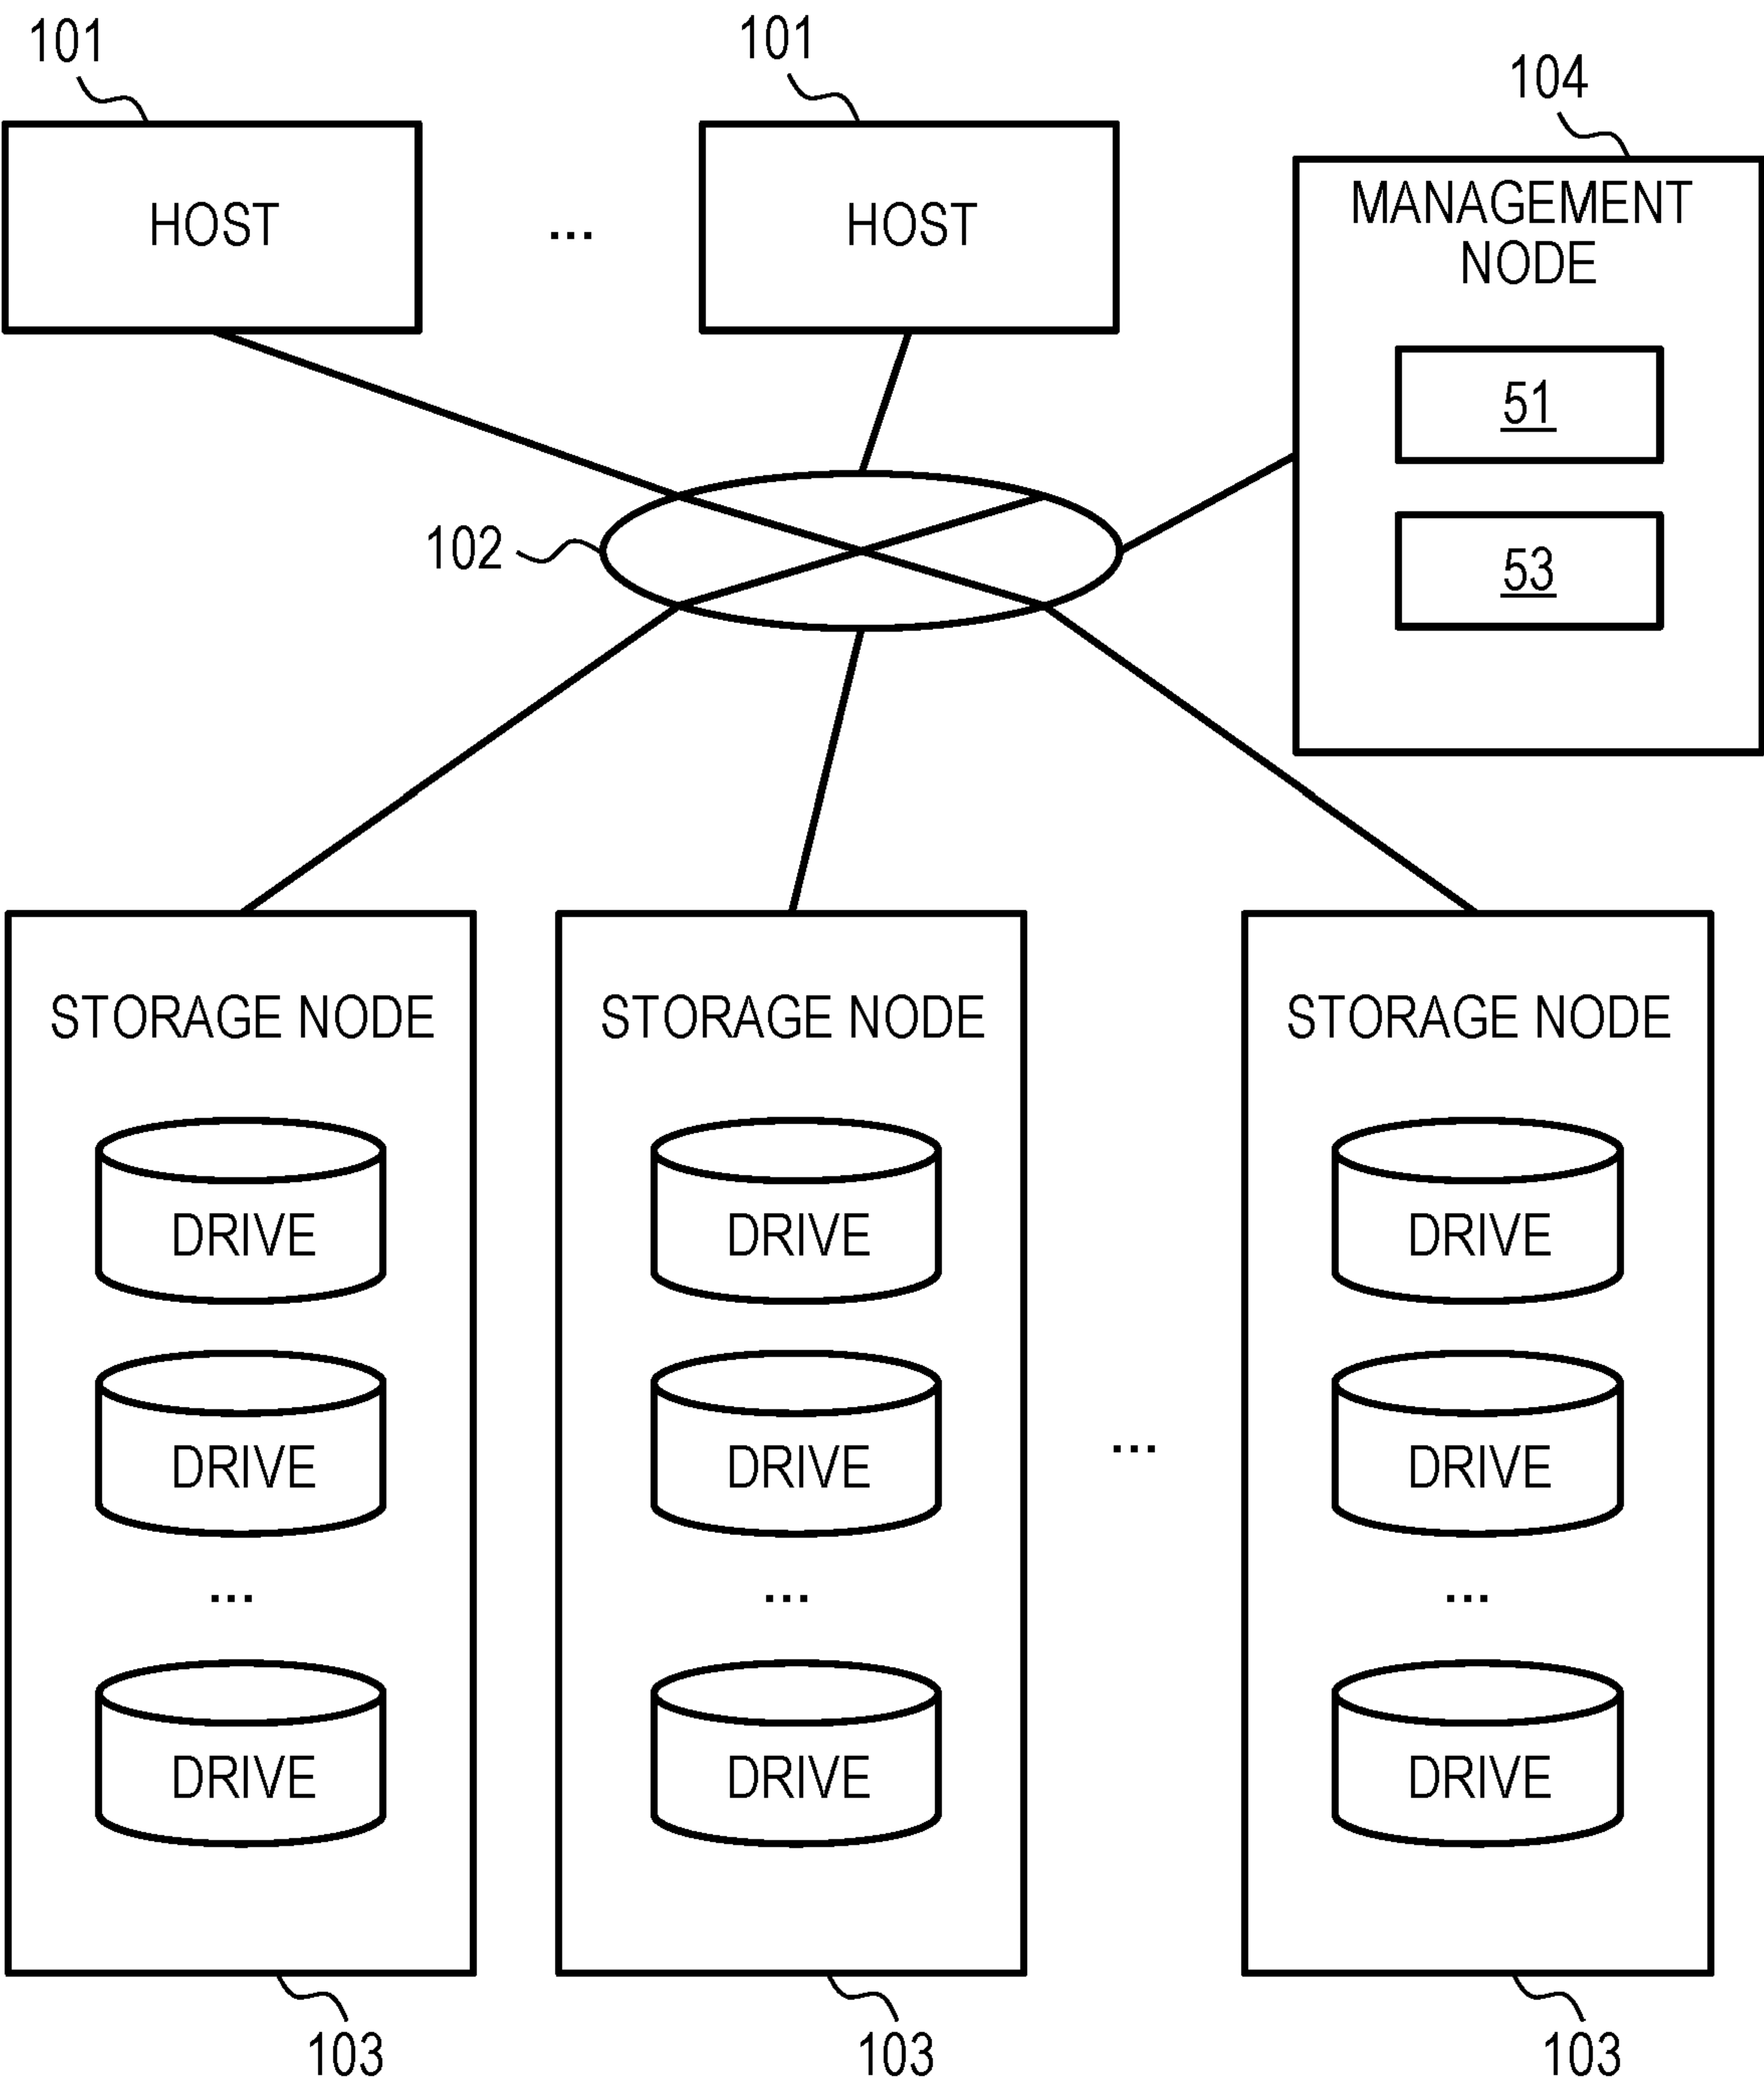 101
101
104
HOST
...
HOST
MANAGEMENT
NODE
51
53
102
STORAGE NODE
STORAGE NODE
STORAGE NODE
DRIVE
DRIVE
DRIVE
DRIVE
DRIVE
...
DRIVE
...
...
...
DRIVE
DRIVE
DRIVE
103
103
103